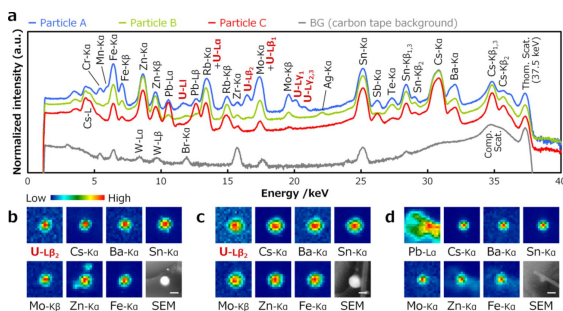 a
Particle A
Particle B
Particle C
BG (carbon tape background)
Normalized intensity (a.u.)
Cs-L
Cr-Kα
Mn-Kα
Fe-Kα
Fe-Kβ
Zn-Kα
Zn-Kβ
Pb-Lα
U-Ll
Pb-Lβ
Rb-Kα
+U-Lα
Rb-Kβ
Zr-Kα
U-Lβ2
Mo-Kα
+U-Lβ1
Mo-Kβ
U-Lγ1
U-Lγ2,3
Ag-Kα
Sn-Kα
Sb-Kα
Te-Kα
Sn-Kβ1,3
Sn-Kβ2
Cs-Kα
Ba-Kα
Cs-Kβ1,3
Cs-Kβ2
Thom. Scat.
(37.5 keV)
W-Lα
W-Lβ
Br-Kα
Comp.
Scat.
0 5 10 15 20 25 30 35 40
Energy /keV
Low High
b
U-Lβ2 Cs-Kα Ba-Kα Sn-Kα
Mo-Kβ Zn-Kα Fe-Kα SEM
c
U-Lβ2 Cs-Kα Ba-Kα Sn-Kα
Mo-Kα Zn-Kα Fe-Kα SEM
d
Pb-Lα Cs-Kα Ba-Kα Sn-Kα
Mo-Kα Zn-Kα Fe-Kα SEM